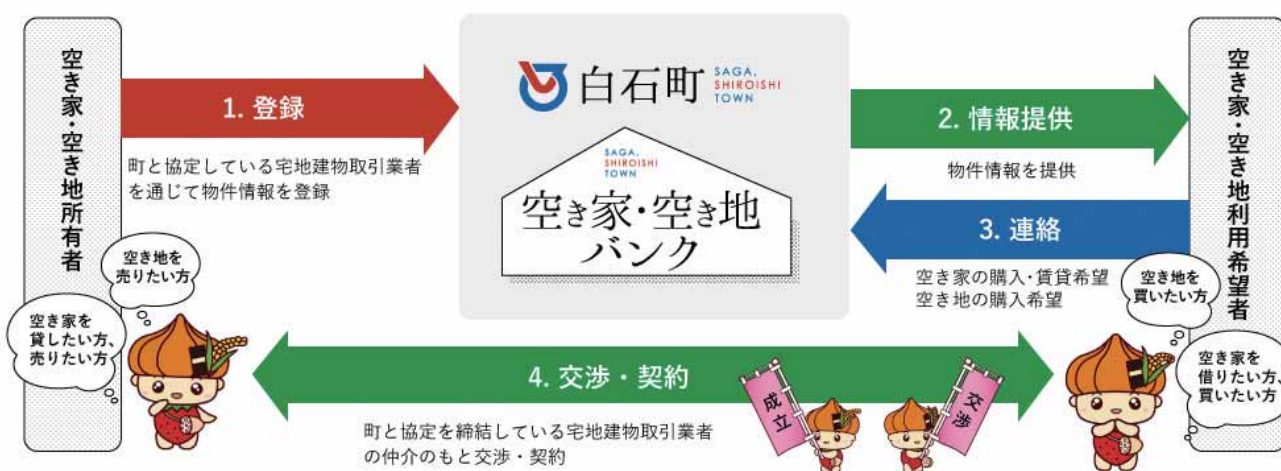 空き家・空き地所有者
1. 登録
町と協定している宅地建物取引業者
を通じて物件情報を登録
白石町
SAGA,
SHIROISHI
TOWN
SAGA,
SHIROISHI
TOWN
空き家・空き地
バンク
2. 情報提供
物件情報を提供
3. 連絡
空き家の購入・賃貸希望
空き地の購入希望
空き家・空き地利用希望者
空き地を
売りたい方
空き家を
貸したい方、
売りたい方
空き地を
買いたい方
空き家を
借りたい方、
買いたい方
4. 交渉・契約
成立
交渉
町と協定を締結している宅地建物取引業者
の仲介のもと交渉・契約